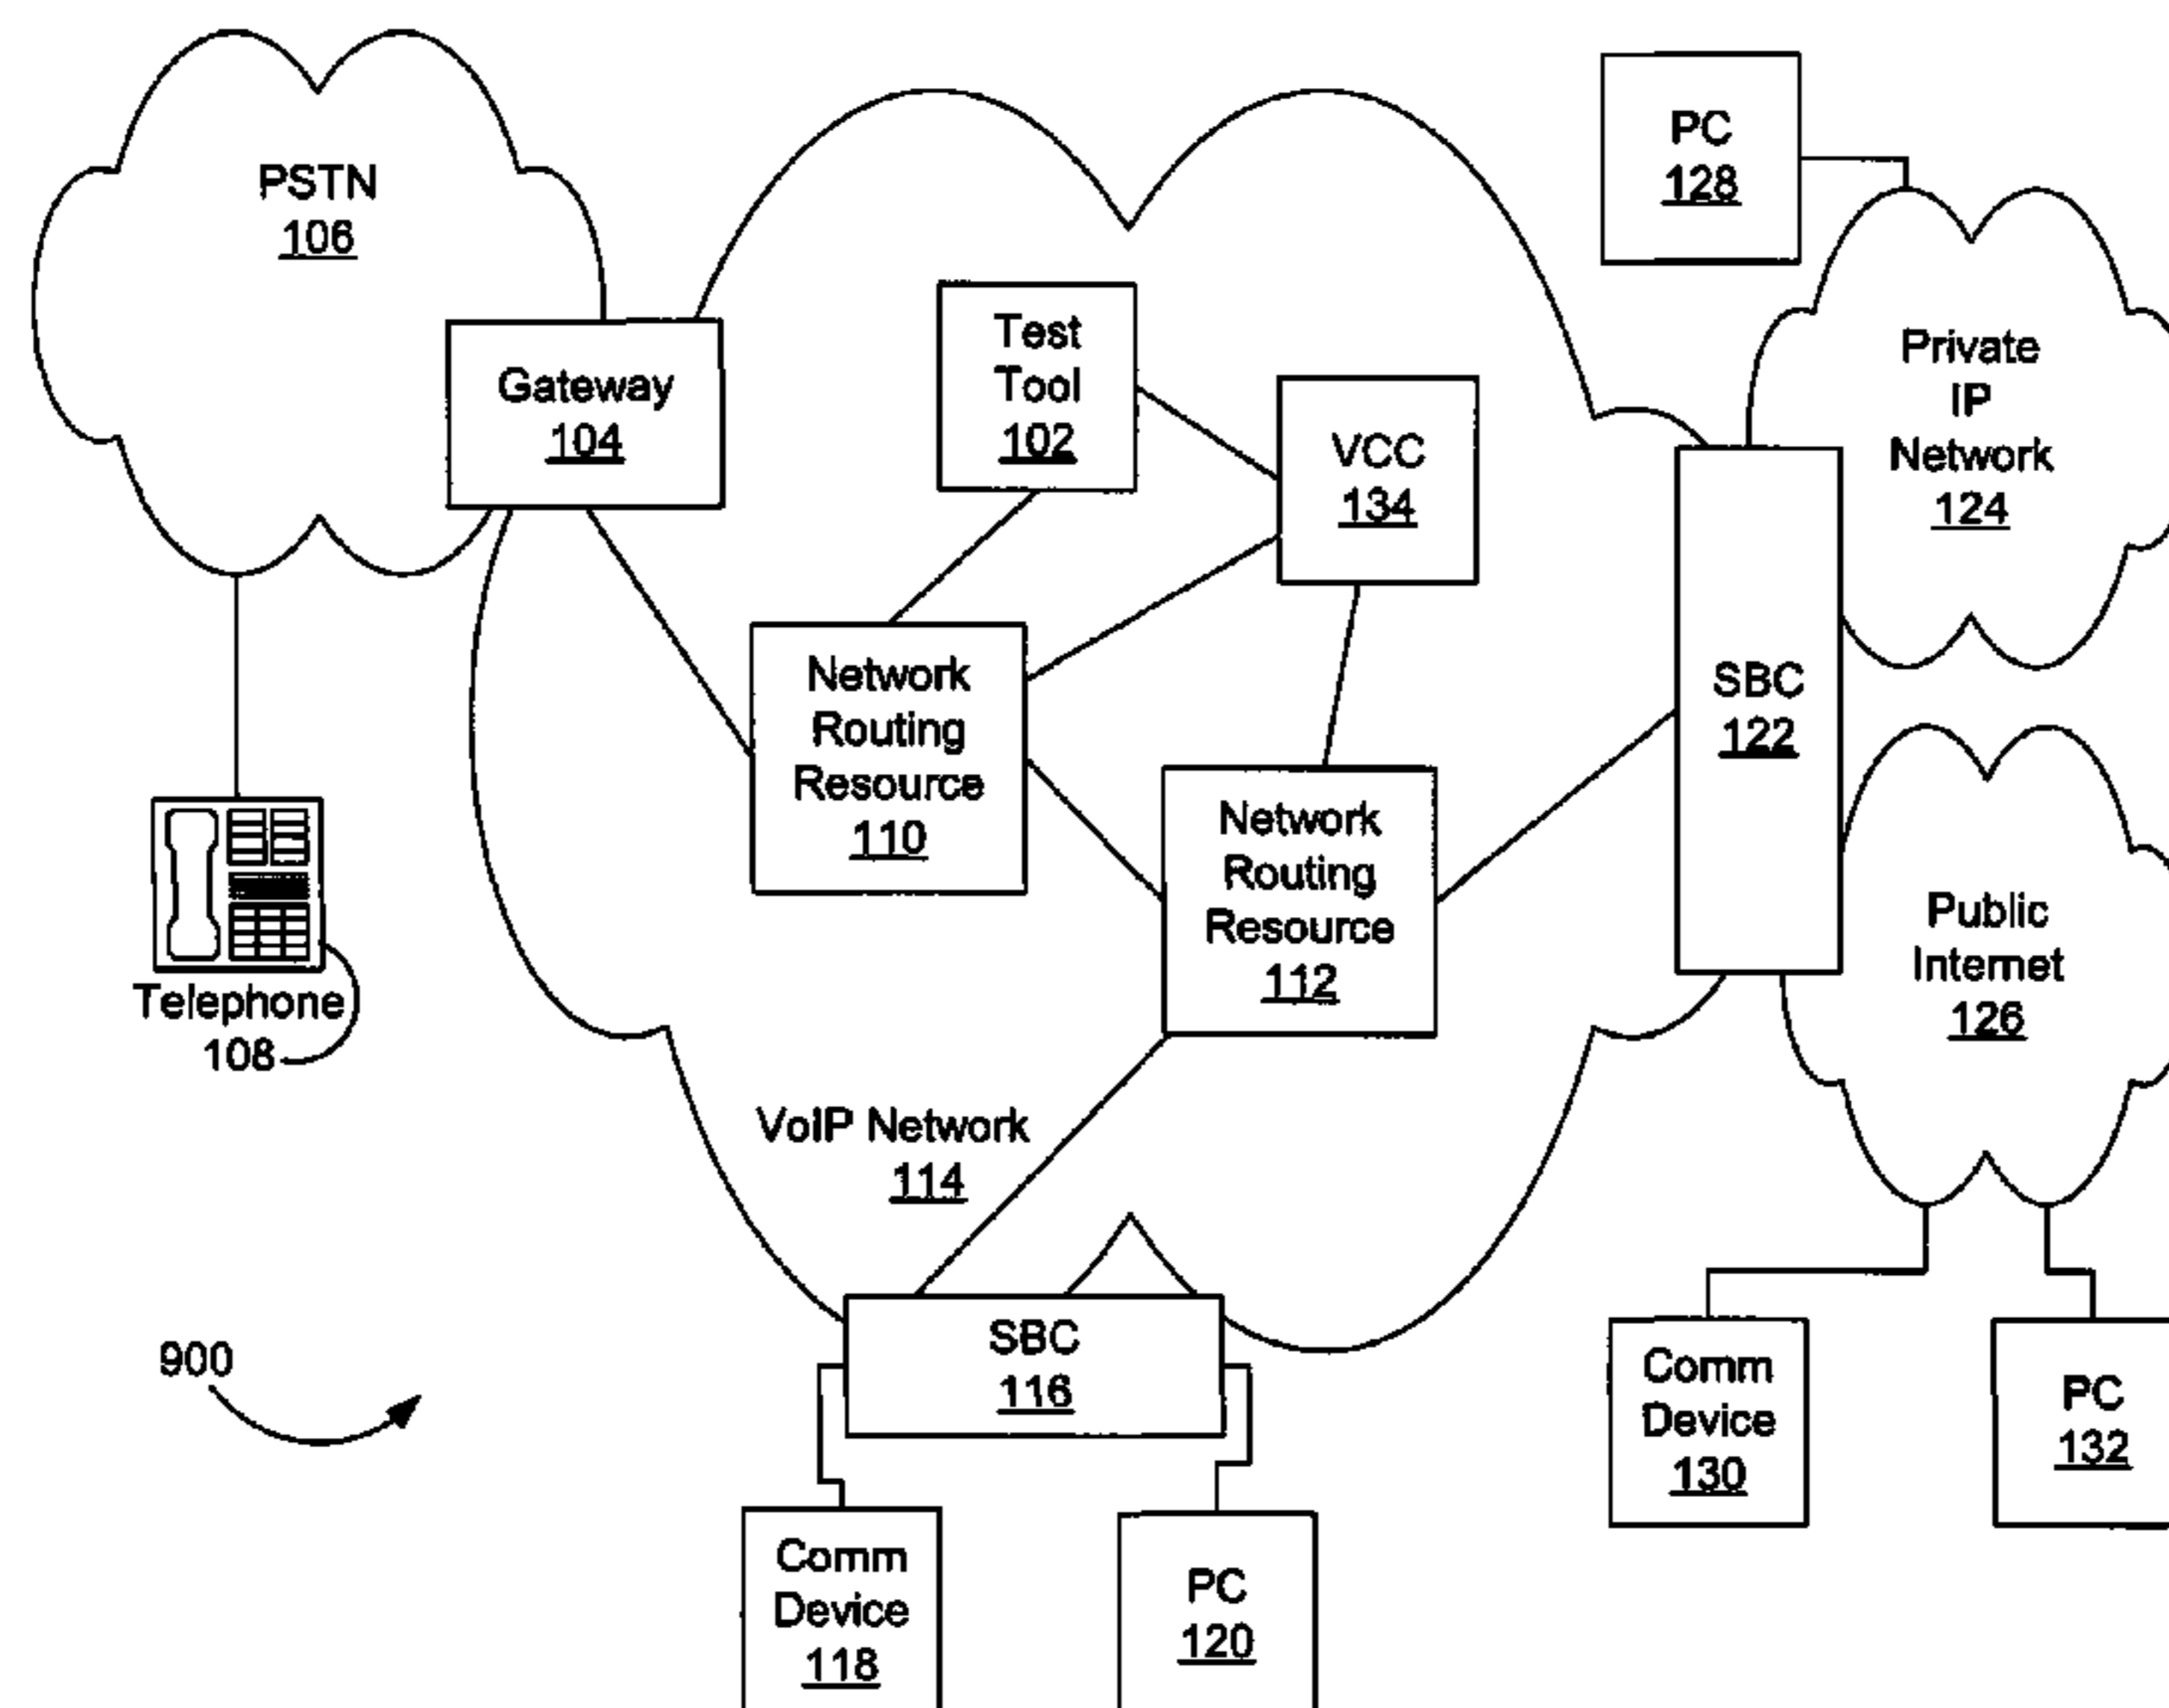 PSTN
106
Gateway
104
Test
Tool
102
VCC
134
PC
128
Private
IP
Network
124
Network
Routing
Resource
110
Network
Routing
Resource
112
SBC
122
Public
Internet
126
Telephone
108
VoIP Network
114
900
SBC
116
Comm
Device
118
PC
120
Comm
Device
130
PC
132